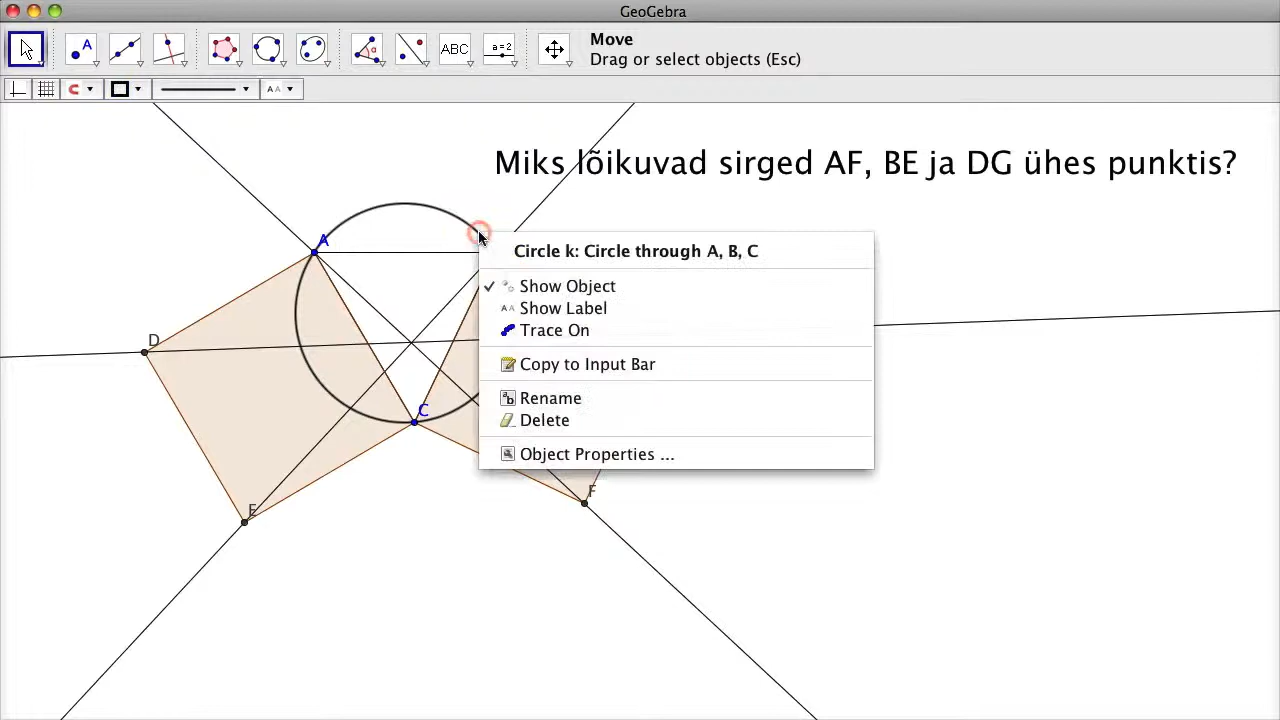 GeoGebra
A
ABC
a=2
Move
Drag or select objects (Esc)
Miks lõikuvad sirged AF, BE ja DG ühes punktis?
A
Circle k: Circle through A, B, C
Show Object
Show Label
Trace On
D
Copy to Input Bar
Rename
C
Delete
Object Properties ...
F
E